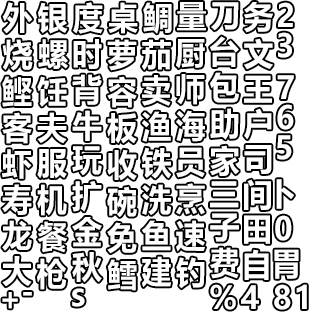 外银度桌鲷量刀务2
烧螺时萝茄厨台文3
鲣饪背容卖师包王7
客夫牛板渔海助户6
虾服玩收铁员家司5
寿机扩碗洗烹三间卜
龙餐金免鱼速子田0
大枪秋鳕建钓费自胃
+-s%481